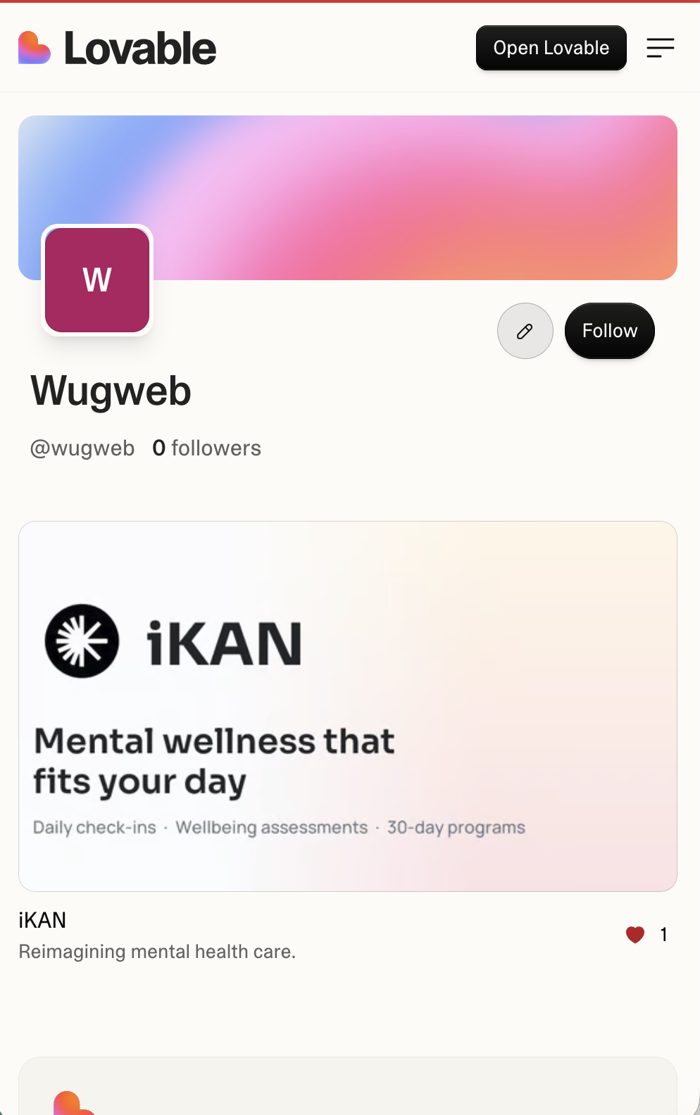 Lovable
Open Lovable
W
Follow
Wugweb
@wugweb 0 followers
iKAN
Mental wellness that
fits your day
Daily check-ins · Wellbeing assessments · 30-day programs
iKAN
1
Reimagining mental health care.